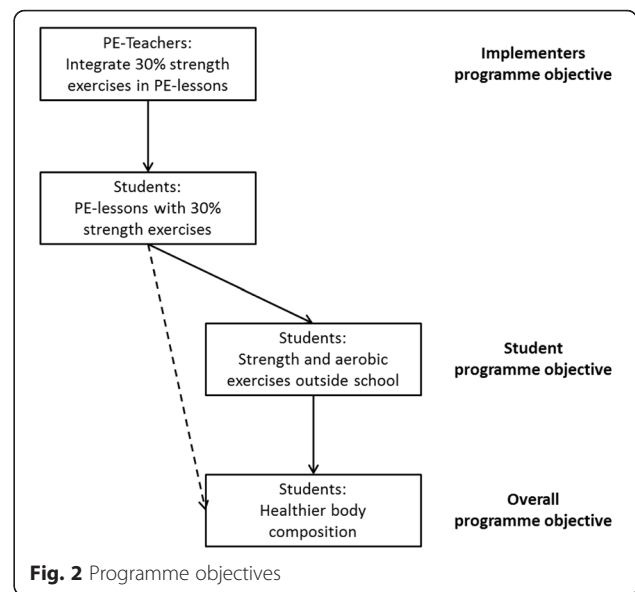 PE-Teachers:
Integrate 30% strength
exercises in PE-lessons
Implementers
programme objective
Students:
PE-lessons with 30%
strength exercises
Students:
Strength and aerobic
exercises outside school
Student
programme objective
Students:
Healthier body
composition
Overall
programme objective
Fig. 2 Programme objectives